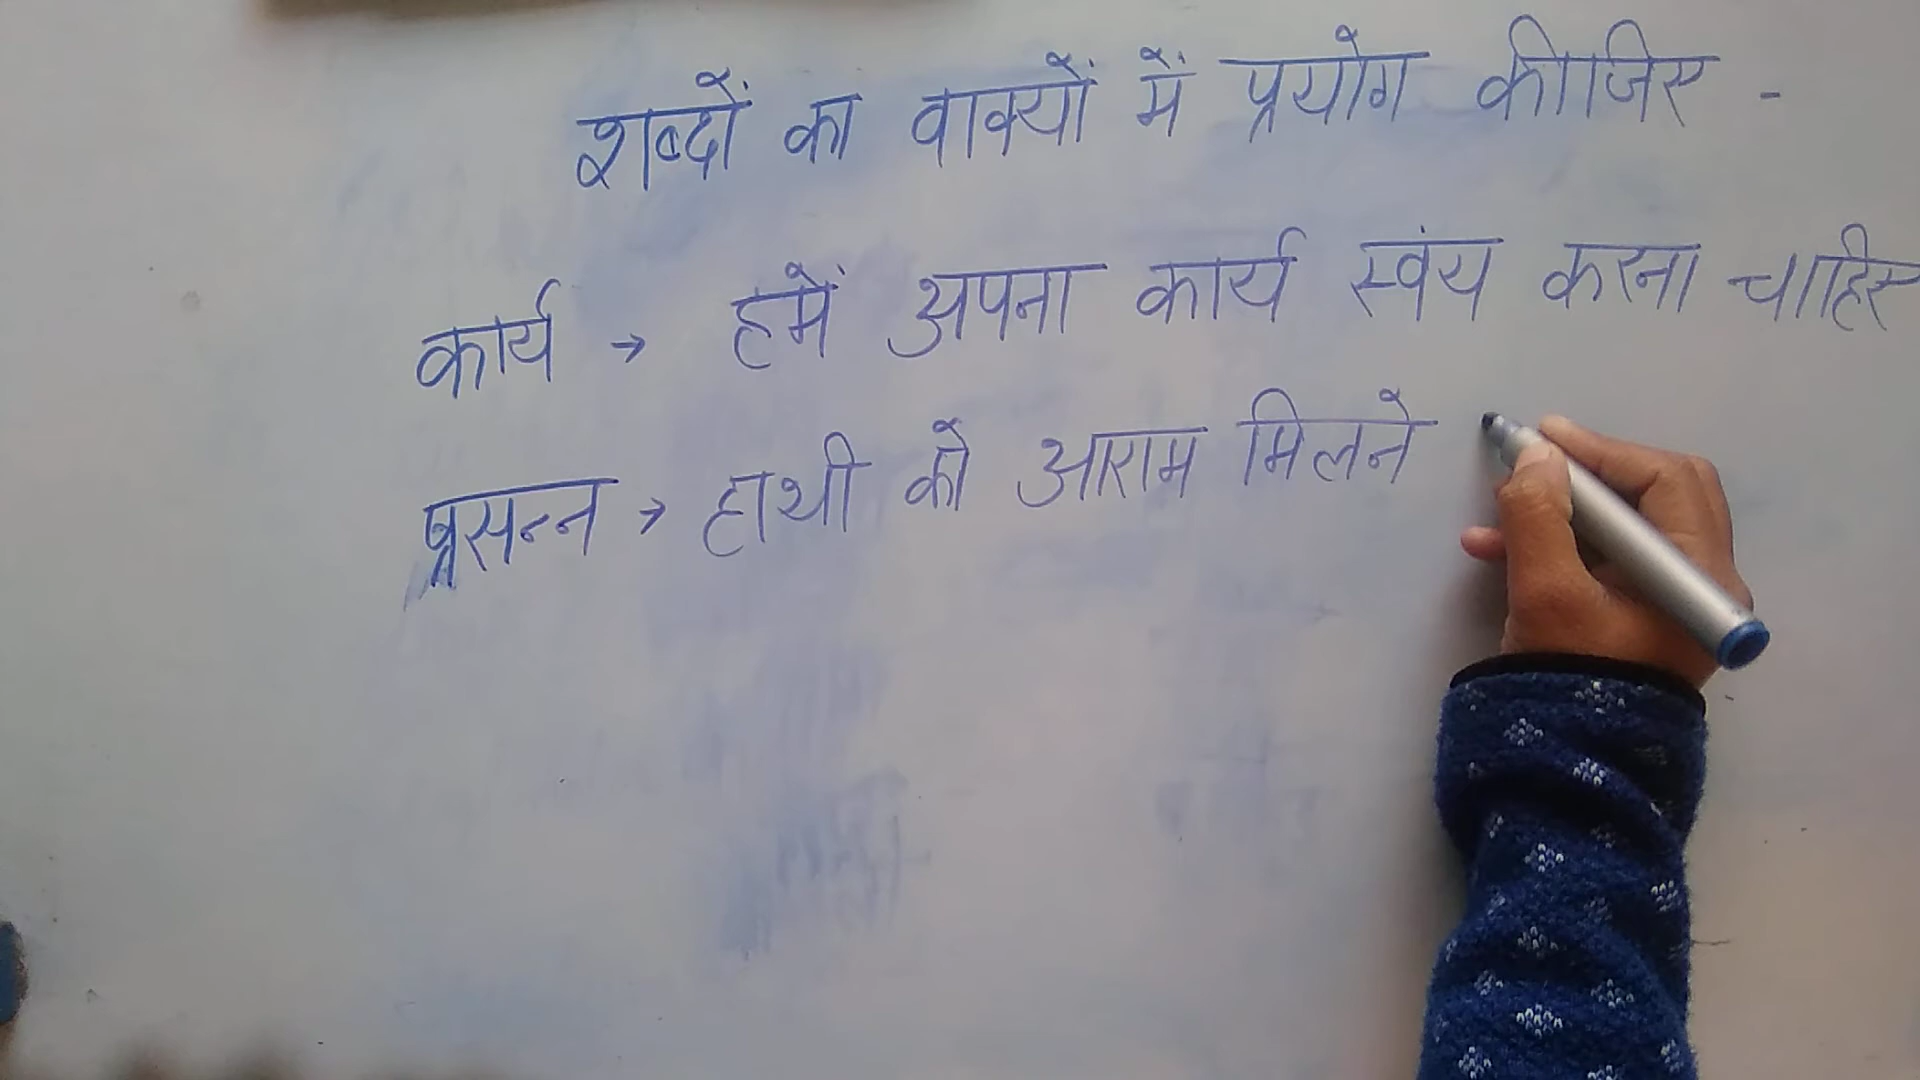 शब्दों का वाक्यों में प्रयोग कीजिए -
कार्य → हमें अपना कार्य स्वंय करना चाहिए
प्रसन्न → हाथी को आराम मिलने